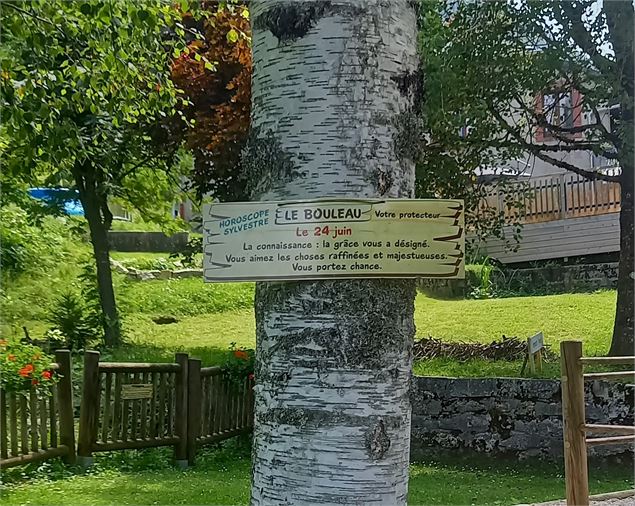 HOROSCOPE
SYLVESTRE
LE BOULEAU Votre protecteur
Le 24 juin
La connaissance : la grâce vous a désigné.
Vous aimez les choses raffinées et majestueuses.
Vous portez chance.